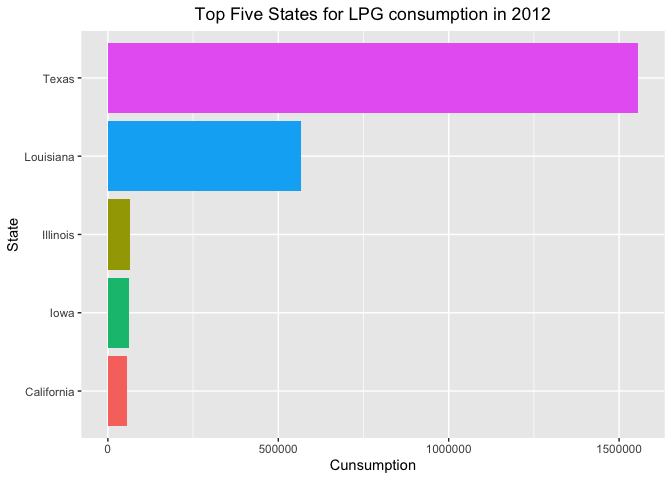 Top Five States for LPG consumption in 2012
State
Texas
Louisiana
Illinois
Iowa
California
0 500000 1000000 1500000
Cunsumption